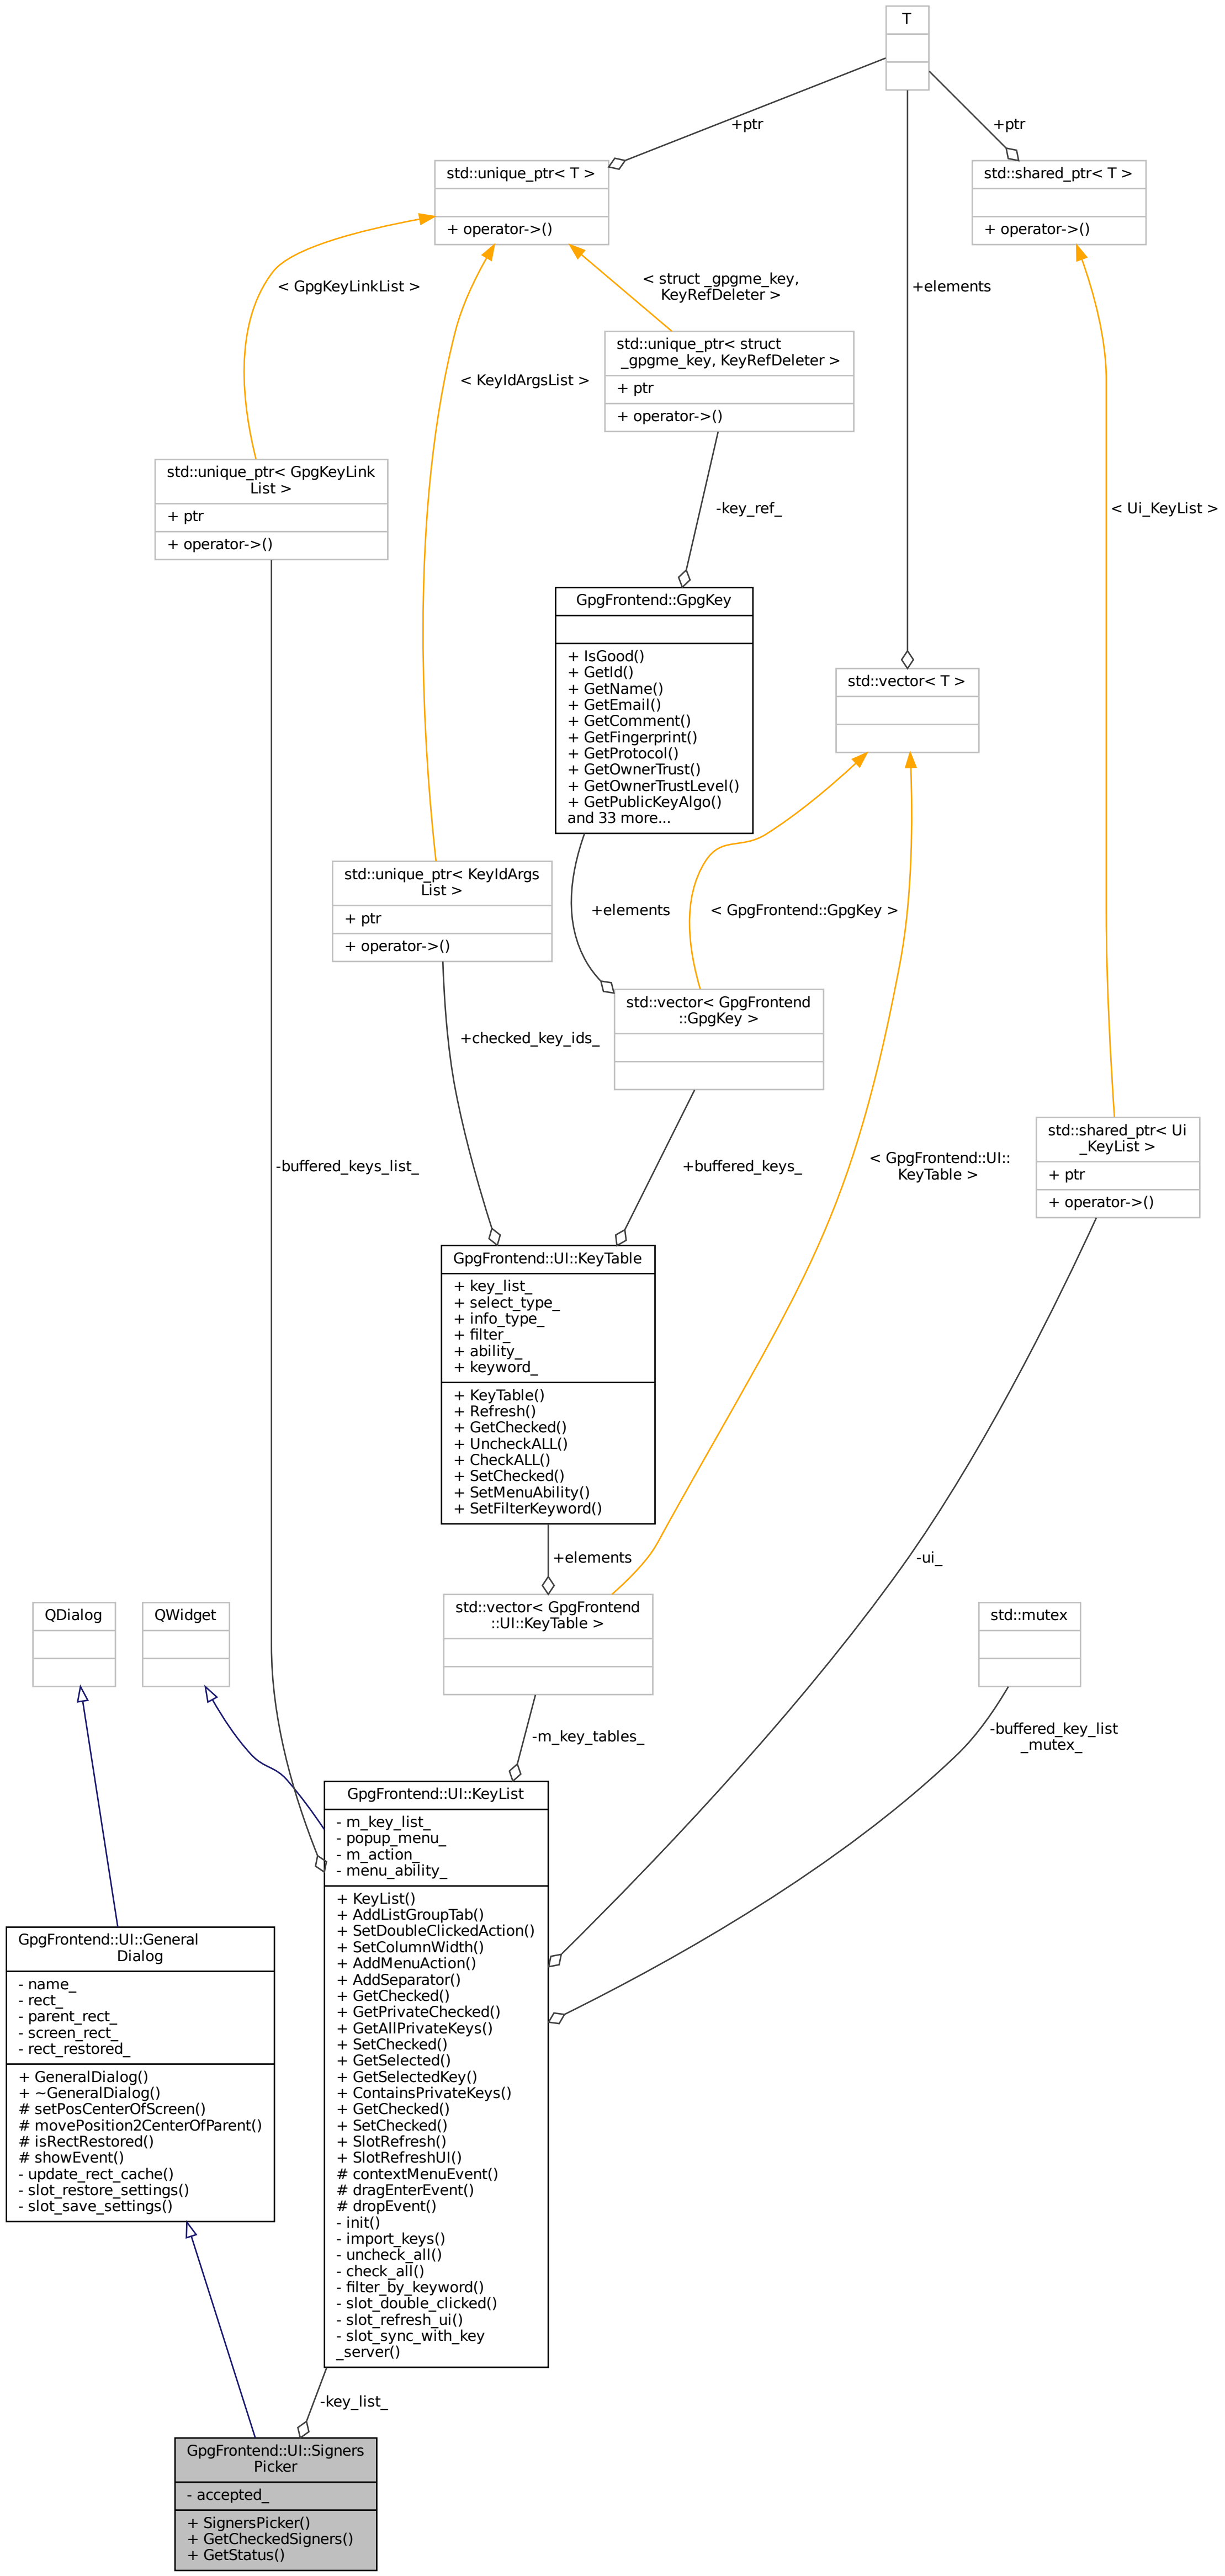 T
+ptr
+ptr
std::unique_ptr< T >
+ operator->()
std::shared_ptr< T >
+ operator->()
< GpgKeyLinkList >
< struct _gpgme_key,
KeyRefDeleter >
+elements
std::unique_ptr< struct
_gpgme_key, KeyRefDeleter >
+ ptr
+ operator->()
< KeyIdArgsList >
std::unique_ptr< GpgKeyLink
List >
+ ptr
+ operator->()
-key_ref_
< Ui_KeyList >
GpgFrontend::GpgKey
+ IsGood()
+ GetId()
+ GetName()
+ GetEmail()
+ GetComment()
+ GetFingerprint()
+ GetProtocol()
+ GetOwnerTrust()
+ GetOwnerTrustLevel()
+ GetPublicKeyAlgo()
and 33 more...
std::vector< T >
std::unique_ptr< KeyIdArgs
List >
+ ptr
+ operator->()
+elements
< GpgFrontend::GpgKey >
std::vector< GpgFrontend
::GpgKey >
+checked_key_ids_
-buffered_keys_list_
+buffered_keys_
< GpgFrontend::UI::
KeyTable >
std::shared_ptr< Ui
_KeyList >
+ ptr
+ operator->()
GpgFrontend::UI::KeyTable
+ key_list_
+ select_type_
+ info_type_
+ filter_
+ ability_
+ keyword_
+ KeyTable()
+ Refresh()
+ GetChecked()
+ UncheckALL()
+ CheckALL()
+ SetChecked()
+ SetMenuAbility()
+ SetFilterKeyword()
+elements
-ui_
QDialog
QWidget
std::vector< GpgFrontend
::UI::KeyTable >
std::mutex
-m_key_tables_
-buffered_key_list
_mutex_
GpgFrontend::UI::KeyList
- m_key_list_
- popup_menu_
- m_action_
- menu_ability_
+ KeyList()
+ AddListGroupTab()
+ SetDoubleClickedAction()
+ SetColumnWidth()
+ AddMenuAction()
+ AddSeparator()
+ GetChecked()
+ GetPrivateChecked()
+ GetAllPrivateKeys()
+ SetChecked()
+ GetSelected()
+ GetSelectedKey()
+ ContainsPrivateKeys()
+ GetChecked()
+ SetChecked()
+ SlotRefresh()
+ SlotRefreshUI()
# contextMenuEvent()
# dragEnterEvent()
# dropEvent()
- init()
- import_keys()
- uncheck_all()
- check_all()
- filter_by_keyword()
- slot_double_clicked()
- slot_refresh_ui()
- slot_sync_with_key
_server()
GpgFrontend::UI::General
Dialog
- name_
- rect_
- parent_rect_
- screen_rect_
- rect_restored_
+ GeneralDialog()
+ ~GeneralDialog()
# setPosCenterOfScreen()
# movePosition2CenterOfParent()
# isRectRestored()
# showEvent()
- update_rect_cache()
- slot_restore_settings()
- slot_save_settings()
-key_list_
GpgFrontend::UI::Signers
Picker
- accepted_
+ SignersPicker()
+ GetCheckedSigners()
+ GetStatus()